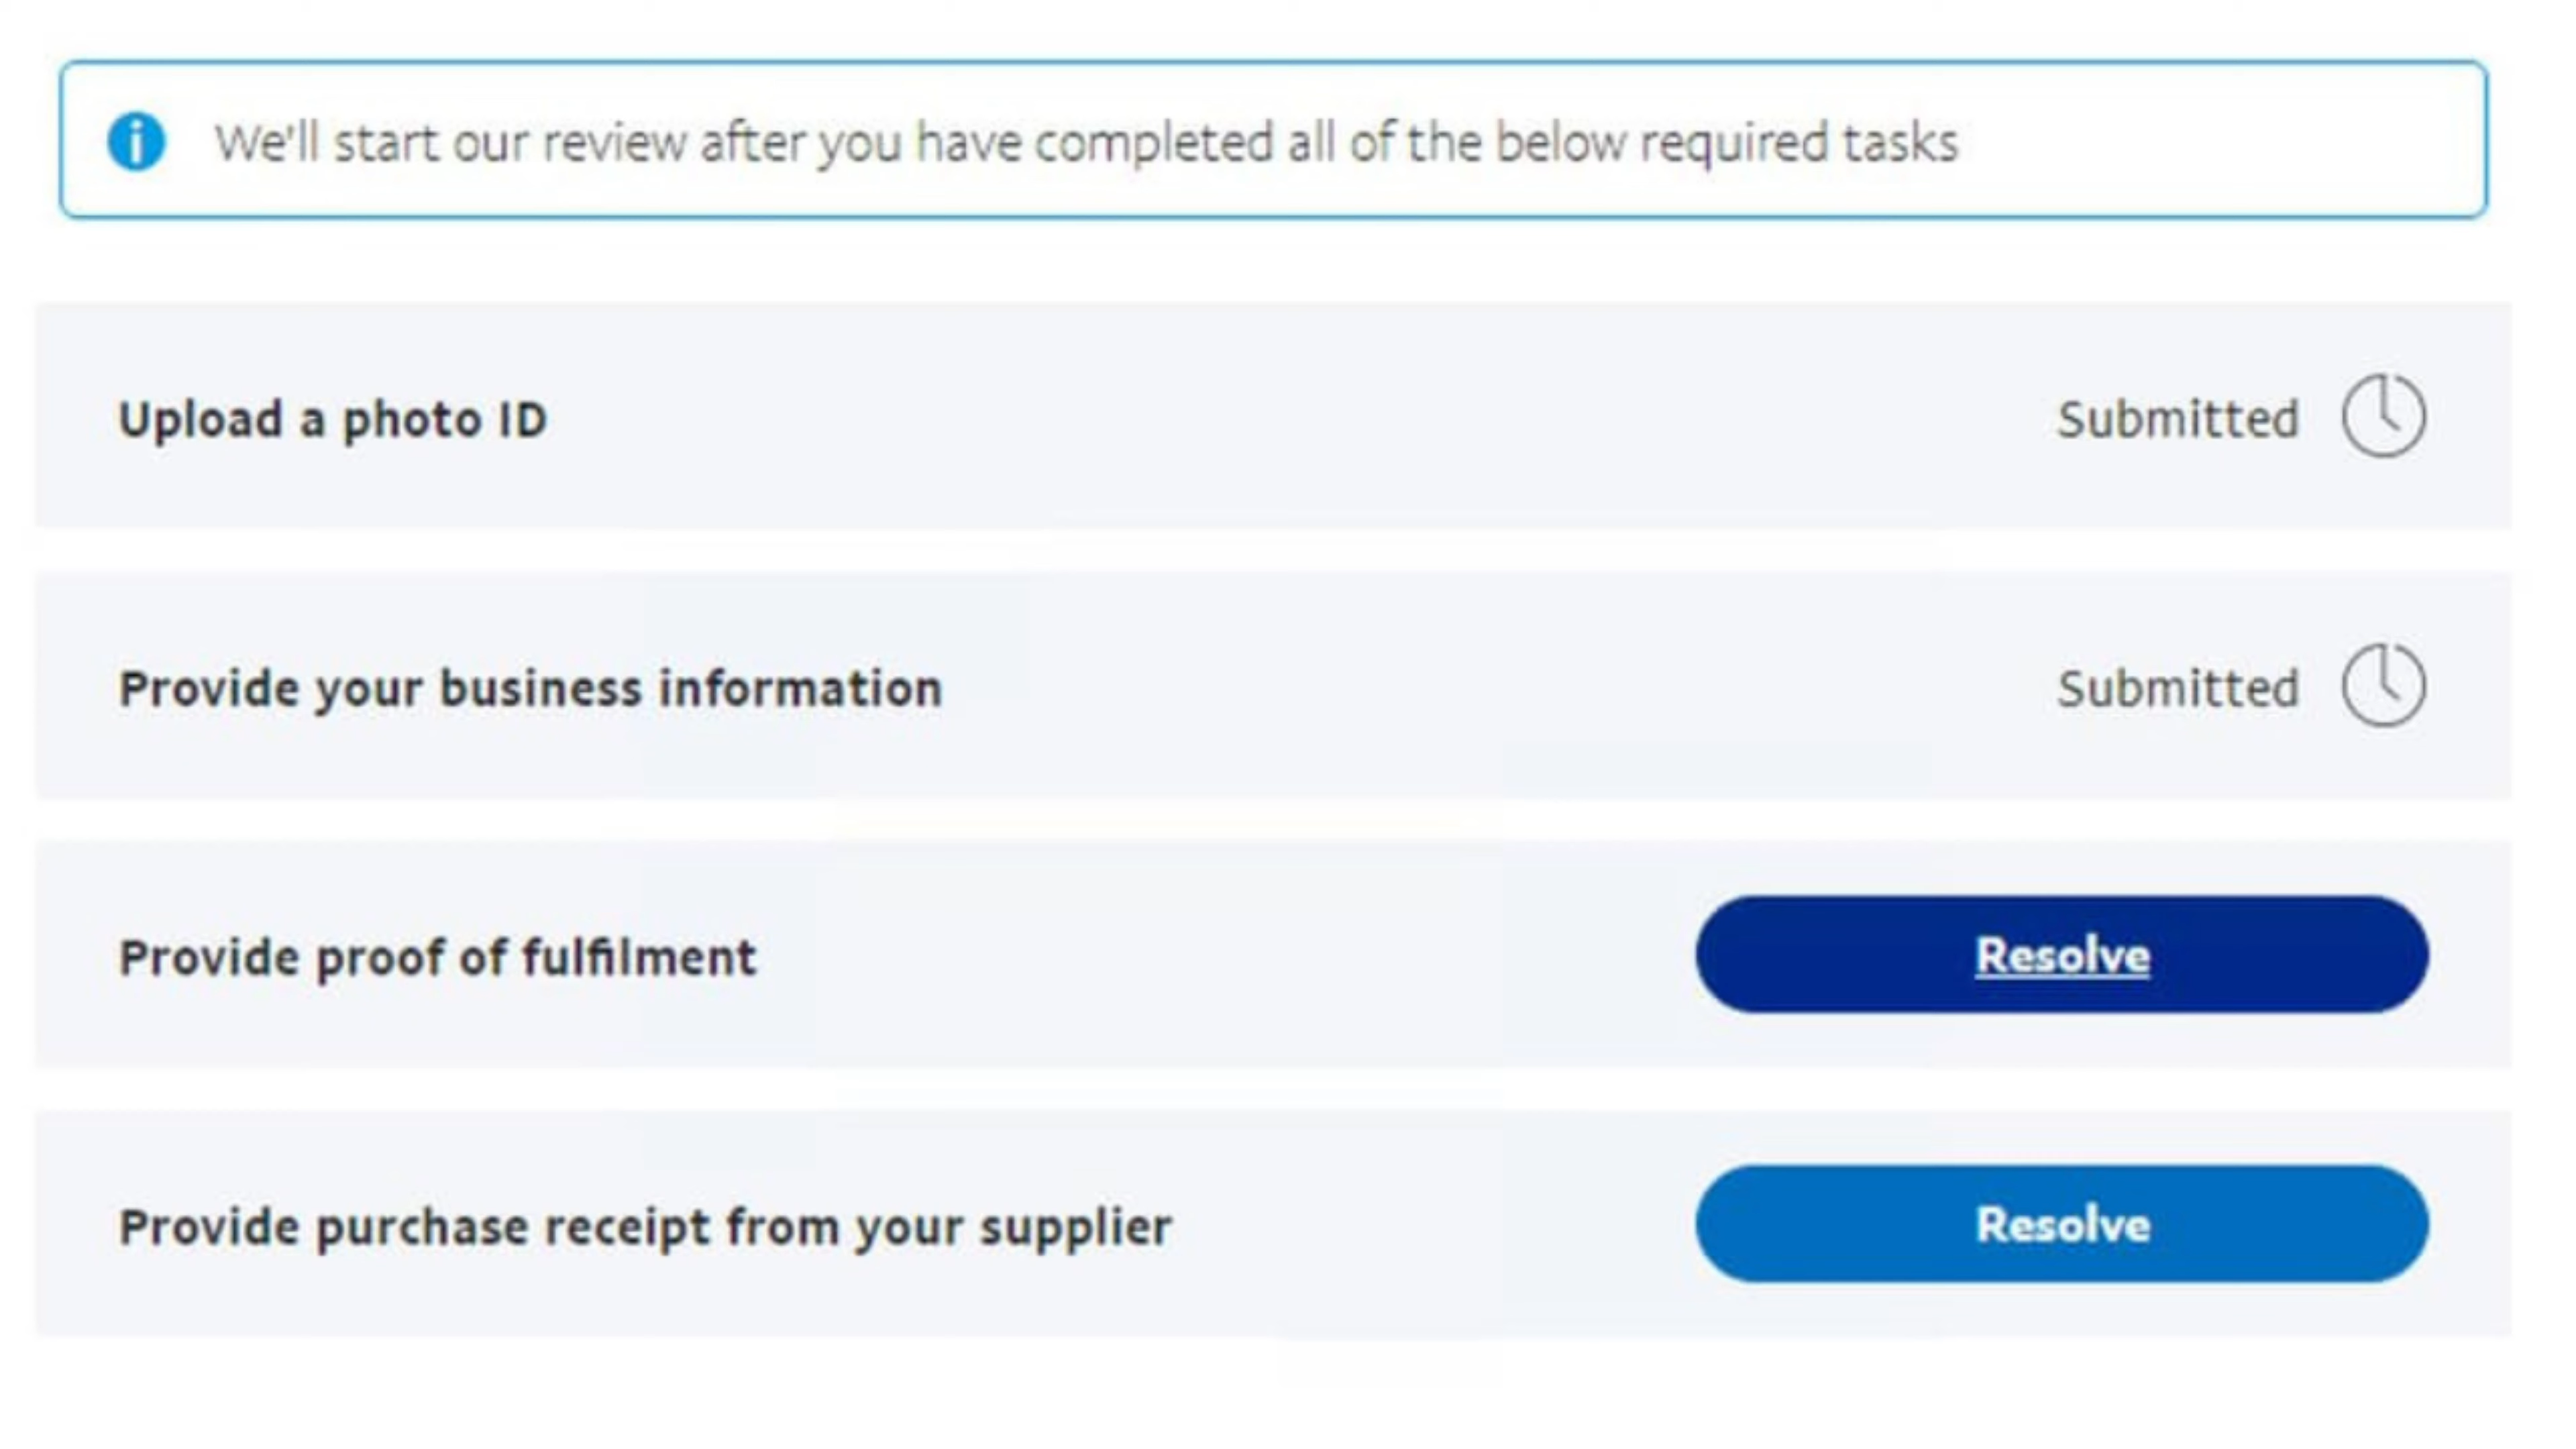 We'll start our review after you have completed all of the below required tasks
Upload a photo ID
Submitted
Provide your business information
Submitted
Provide proof of fulfilment
Resolve
Provide purchase receipt from your supplier
Resolve